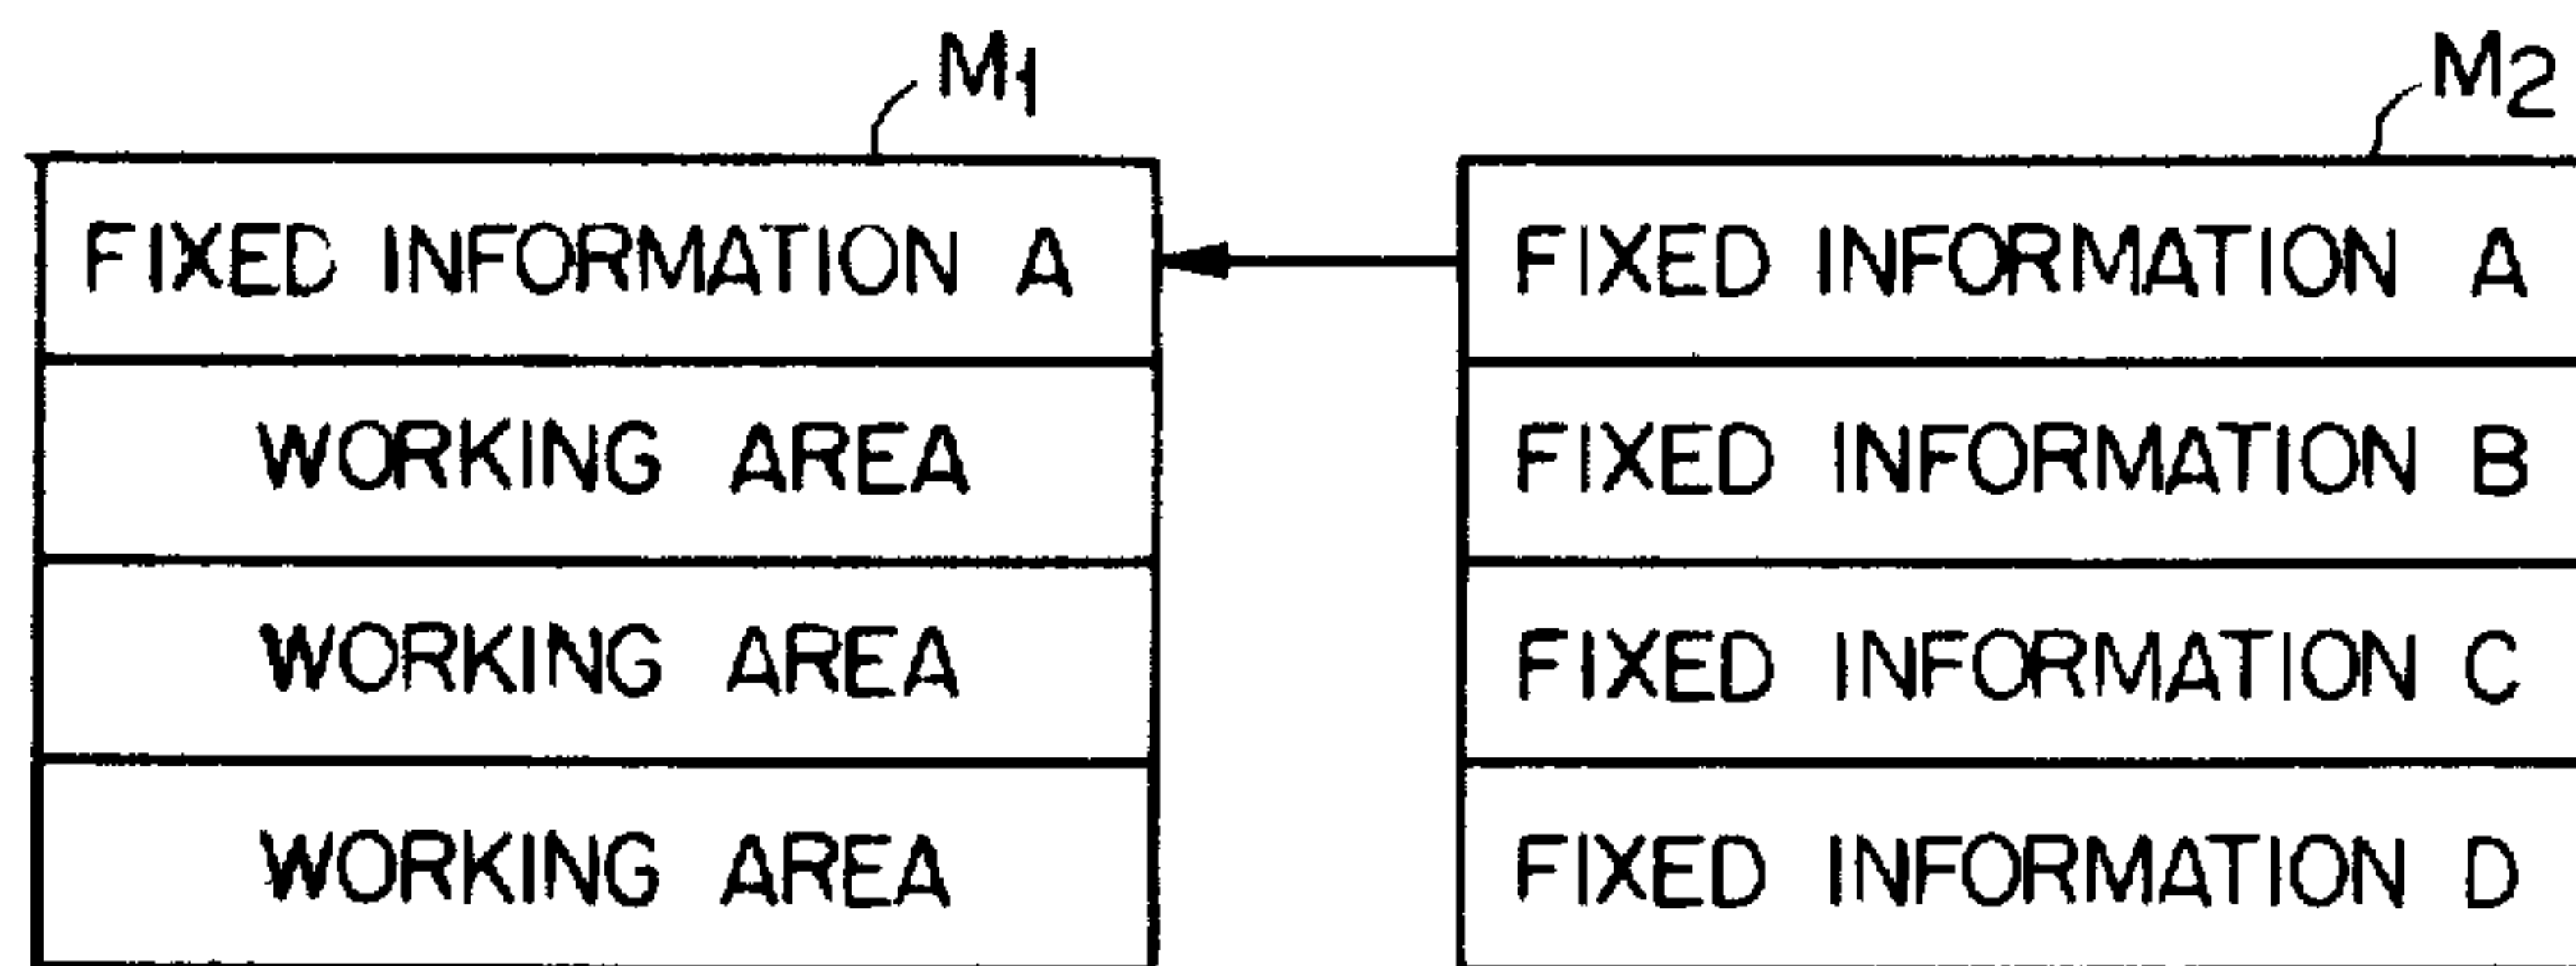 M1
M2
FIXED INFORMATION A
FIXED INFORMATION A
WORKING AREA
FIXED INFORMATION B
WORKING AREA
FIXED INFORMATION C
WORKING AREA
FIXED INFORMATION D